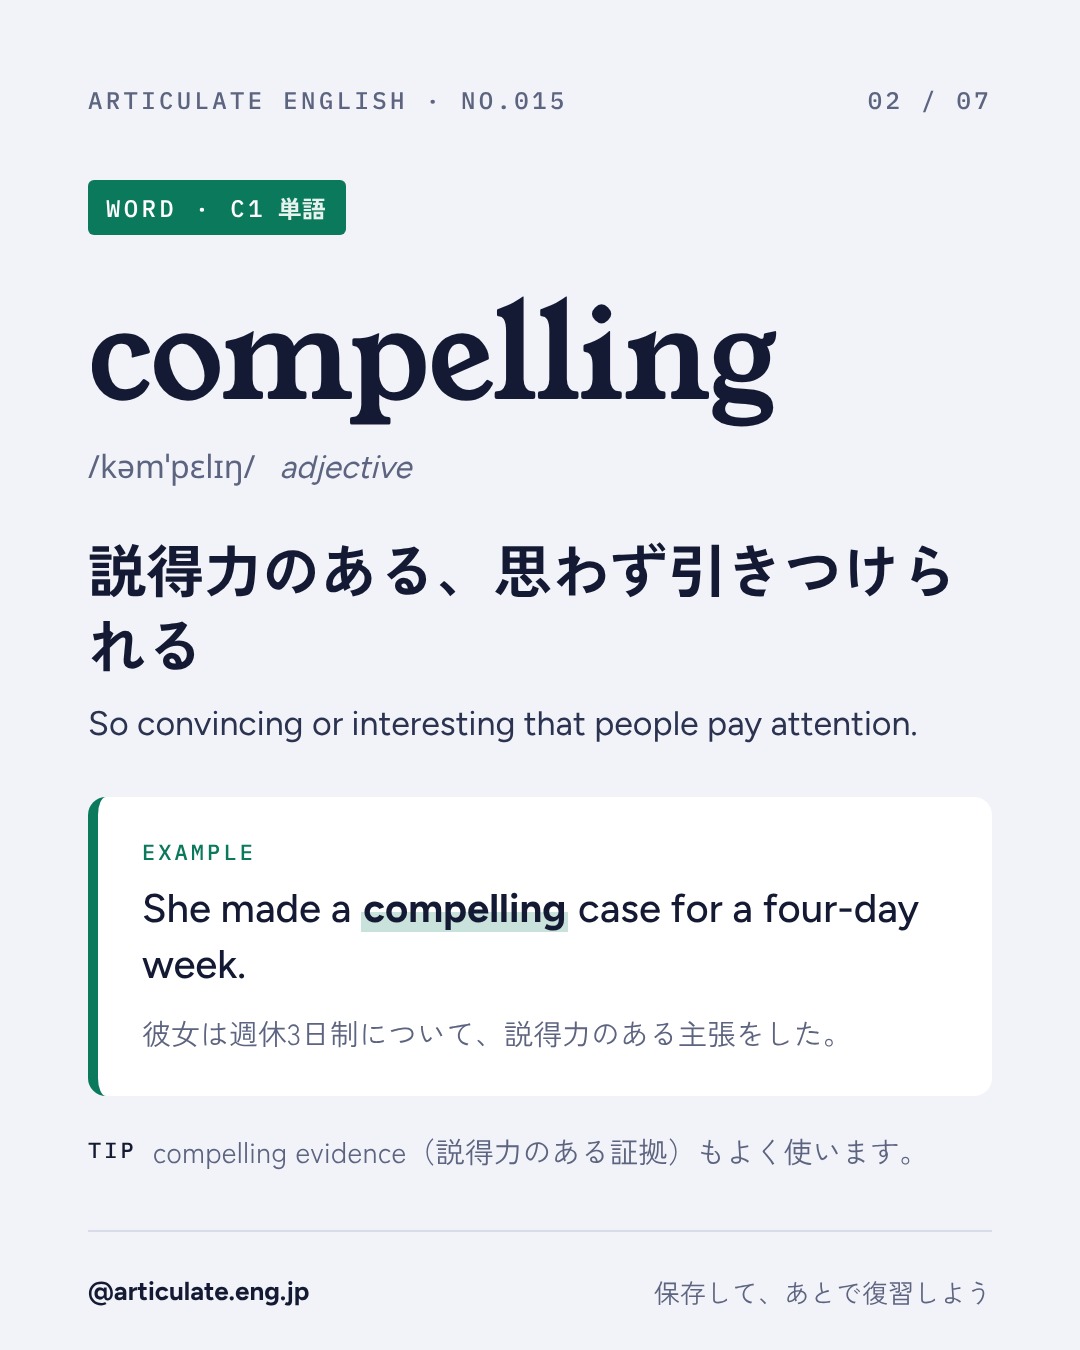 ARTICULATE ENGLISH · NO.015
02 / 07
WORD · C1 単語
compelling
/kəmˈpɛlɪŋ/ adjective
説得力のある、思わず引きつけら
れる
So convincing or interesting that people pay attention.
EXAMPLE
She made a compelling case for a four-day
week.
彼女は週休3日制について、説得力のある主張をした。
TIP compelling evidence（説得力のある証拠）もよく使います。
@articulate.eng.jp
保存して、あとで復習しよう